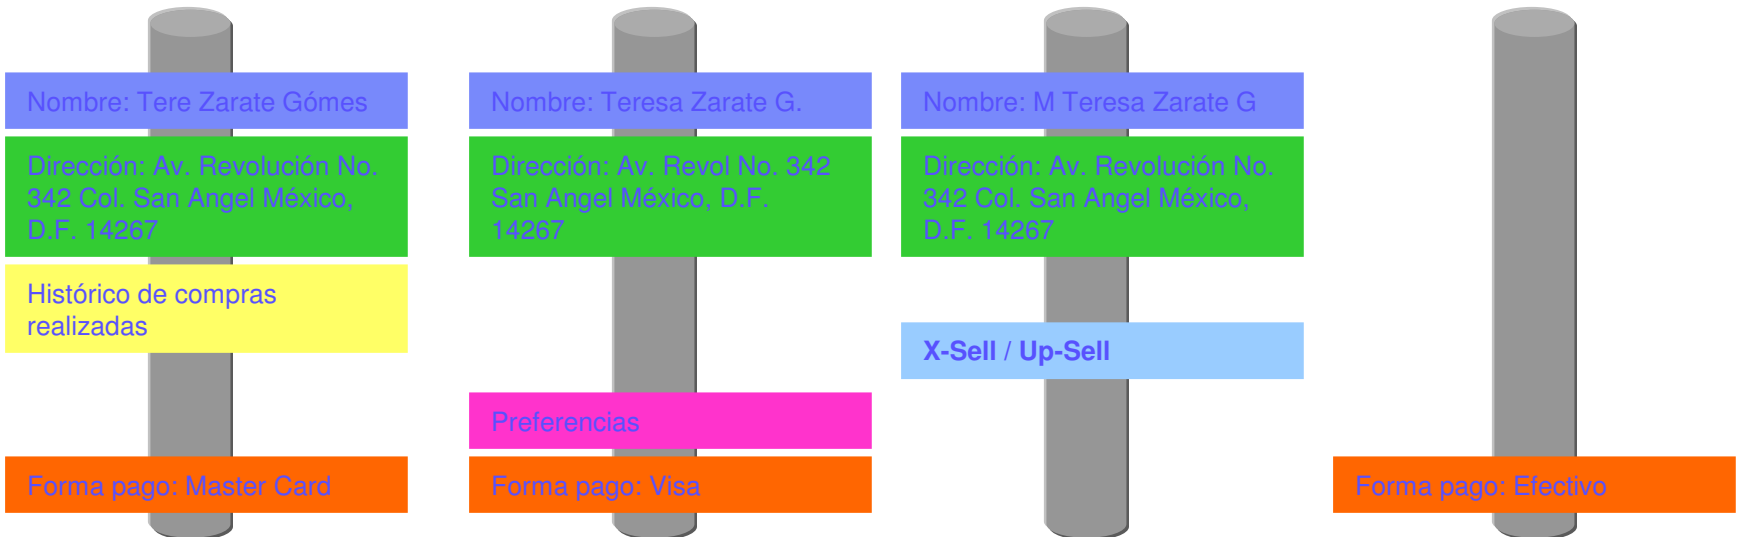 Nombre: Tere Zarate Gómes
Dirección: Av. Revolución No.
342 Col. San Angel México,
D.F. 14267
Histórico de compras
realizadas
Forma pago: Master Card
Nombre: Teresa Zarate G.
Dirección: Av. Revol No. 342
San Angel México, D.F.
14267
Preferencias
Forma pago: Visa
Nombre: M Teresa Zarate G
Dirección: Av. Revolución No.
342 Col. San Angel México,
D.F. 14267
X-Sell / Up-Sell
Forma pago: Efectivo